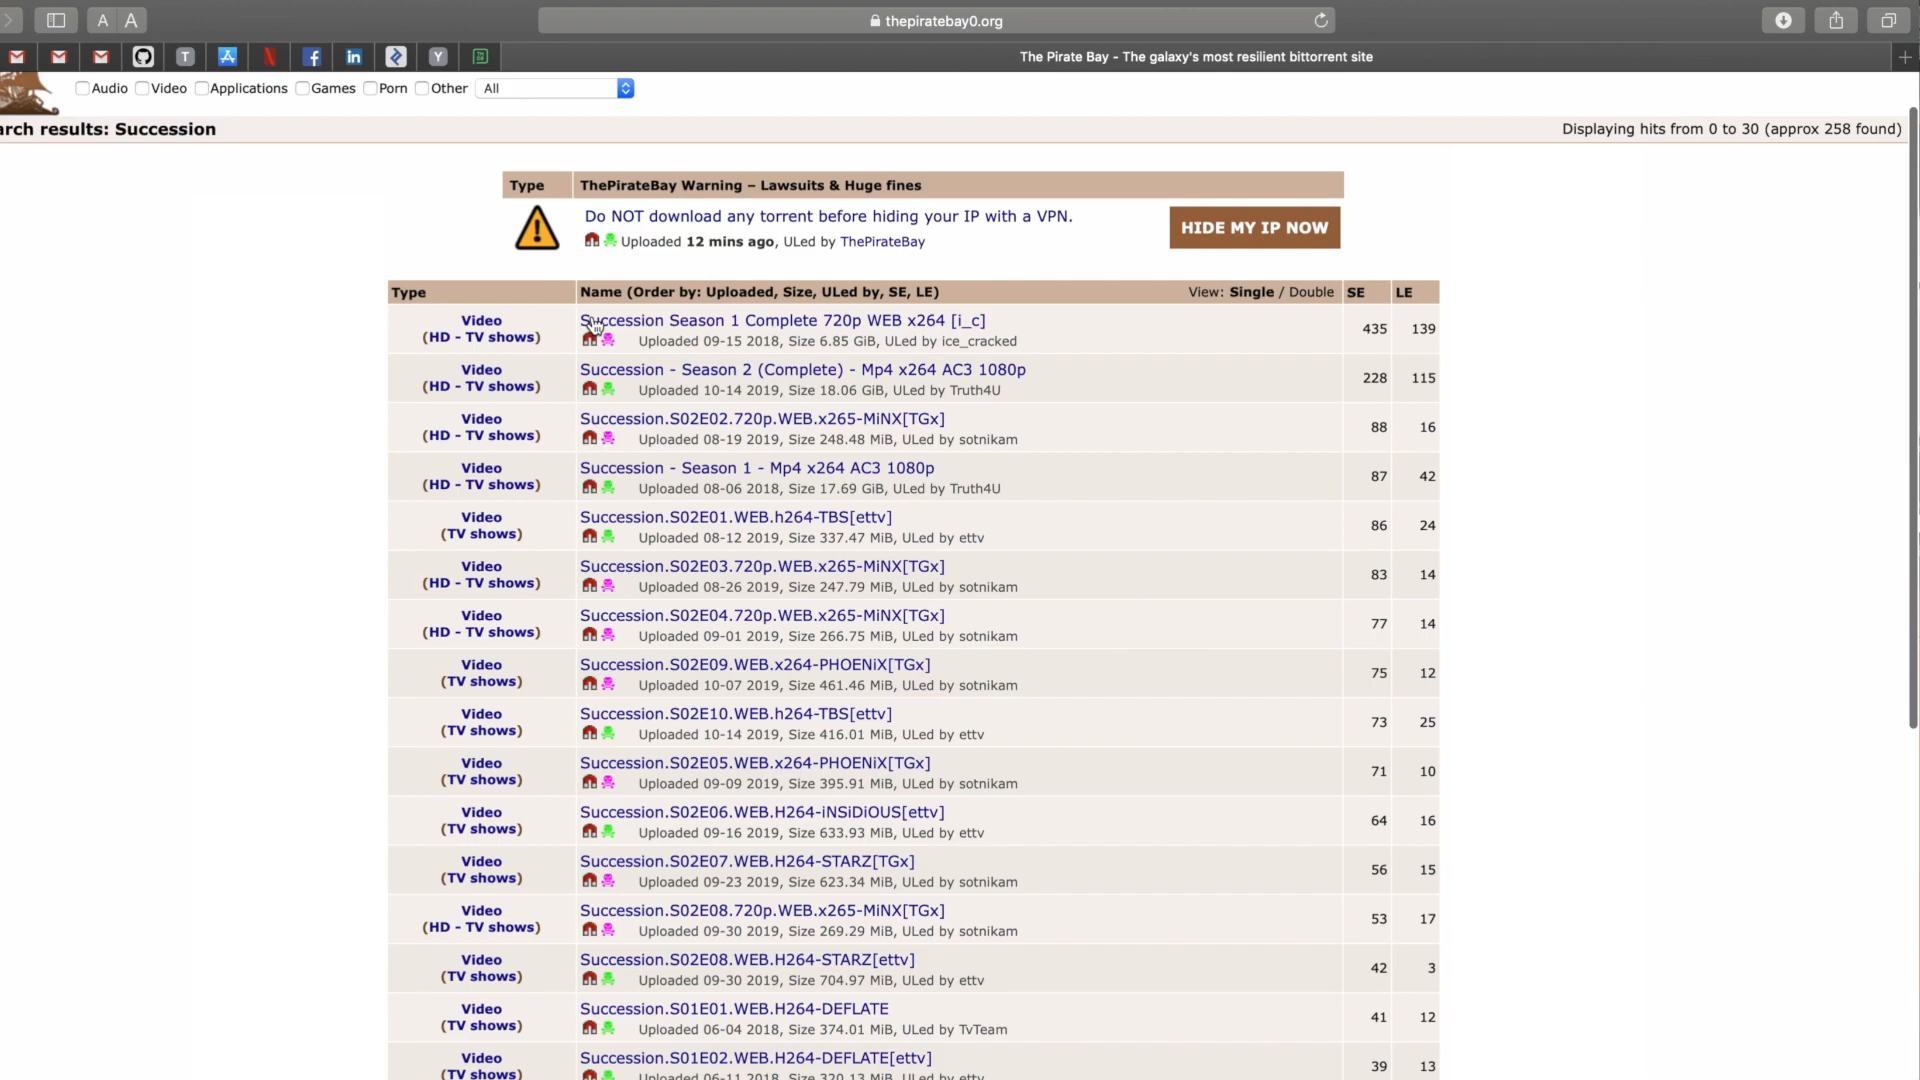 A A
thepiratebay0.org
T
in
Y
The Pirate Bay - The galaxy's most resilient bittorrent site
Audio Video Applications Games Porn Other All
arch results: Succession
Displaying hits from 0 to 30 (approx 258 found)
Type ThePirateBay Warning – Lawsuits & Huge fines
Do NOT download any torrent before hiding your IP with a VPN.
Uploaded 12 mins ago, ULed by ThePirateBay
HIDE MY IP NOW
Type Name (Order by: Uploaded, Size, ULed by, SE, LE) View: Single / Double SE LE
Video
(HD - TV shows)
Succession Season 1 Complete 720p WEB x264 [i_c]
Uploaded 09-15 2018, Size 6.85 GiB, ULed by ice_cracked
435 139
Video
(HD - TV shows)
Succession - Season 2 (Complete) - Mp4 x264 AC3 1080p
Uploaded 10-14 2019, Size 18.06 GiB, ULed by Truth4U
228 115
Video
(HD - TV shows)
Succession.S02E02.720p.WEB.x265-MiNX[TGx]
Uploaded 08-19 2019, Size 248.48 MiB, ULed by sotnikam
88 16
Video
(HD - TV shows)
Succession - Season 1 - Mp4 x264 AC3 1080p
Uploaded 08-06 2018, Size 17.69 GiB, ULed by Truth4U
87 42
Video
(TV shows)
Succession.S02E01.WEB.h264-TBS[ettv]
Uploaded 08-12 2019, Size 337.47 MiB, ULed by ettv
86 24
Video
(HD - TV shows)
Succession.S02E03.720p.WEB.x265-MiNX[TGx]
Uploaded 08-26 2019, Size 247.79 MiB, ULed by sotnikam
83 14
Video
(HD - TV shows)
Succession.S02E04.720p.WEB.x265-MiNX[TGx]
Uploaded 09-01 2019, Size 266.75 MiB, ULed by sotnikam
77 14
Video
(TV shows)
Succession.S02E09.WEB.x264-PHOENiX[TGx]
Uploaded 10-07 2019, Size 461.46 MiB, ULed by sotnikam
75 12
Video
(TV shows)
Succession.S02E10.WEB.h264-TBS[ettv]
Uploaded 10-14 2019, Size 416.01 MiB, ULed by ettv
73 25
Video
(TV shows)
Succession.S02E05.WEB.x264-PHOENiX[TGx]
Uploaded 09-09 2019, Size 395.91 MiB, ULed by sotnikam
71 10
Video
(TV shows)
Succession.S02E06.WEB.H264-iNSiDiOUS[ettv]
Uploaded 09-16 2019, Size 633.93 MiB, ULed by ettv
64 16
Video
(TV shows)
Succession.S02E07.WEB.H264-STARZ[TGx]
Uploaded 09-23 2019, Size 623.34 MiB, ULed by sotnikam
56 15
Video
(HD - TV shows)
Succession.S02E08.720p.WEB.x265-MiNX[TGx]
Uploaded 09-30 2019, Size 269.29 MiB, ULed by sotnikam
53 17
Video
(TV shows)
Succession.S02E08.WEB.H264-STARZ[ettv]
Uploaded 09-30 2019, Size 704.97 MiB, ULed by ettv
42 3
Video
(TV shows)
Succession.S01E01.WEB.H264-DEFLATE
Uploaded 06-04 2018, Size 374.01 MiB, ULed by TvTeam
41 12
Video
(TV shows)
Succession.S01E02.WEB.H264-DEFLATE[ettv]
Uploaded 06-11 2018, Size 320.13 MiB, ULed by ettv
39 13